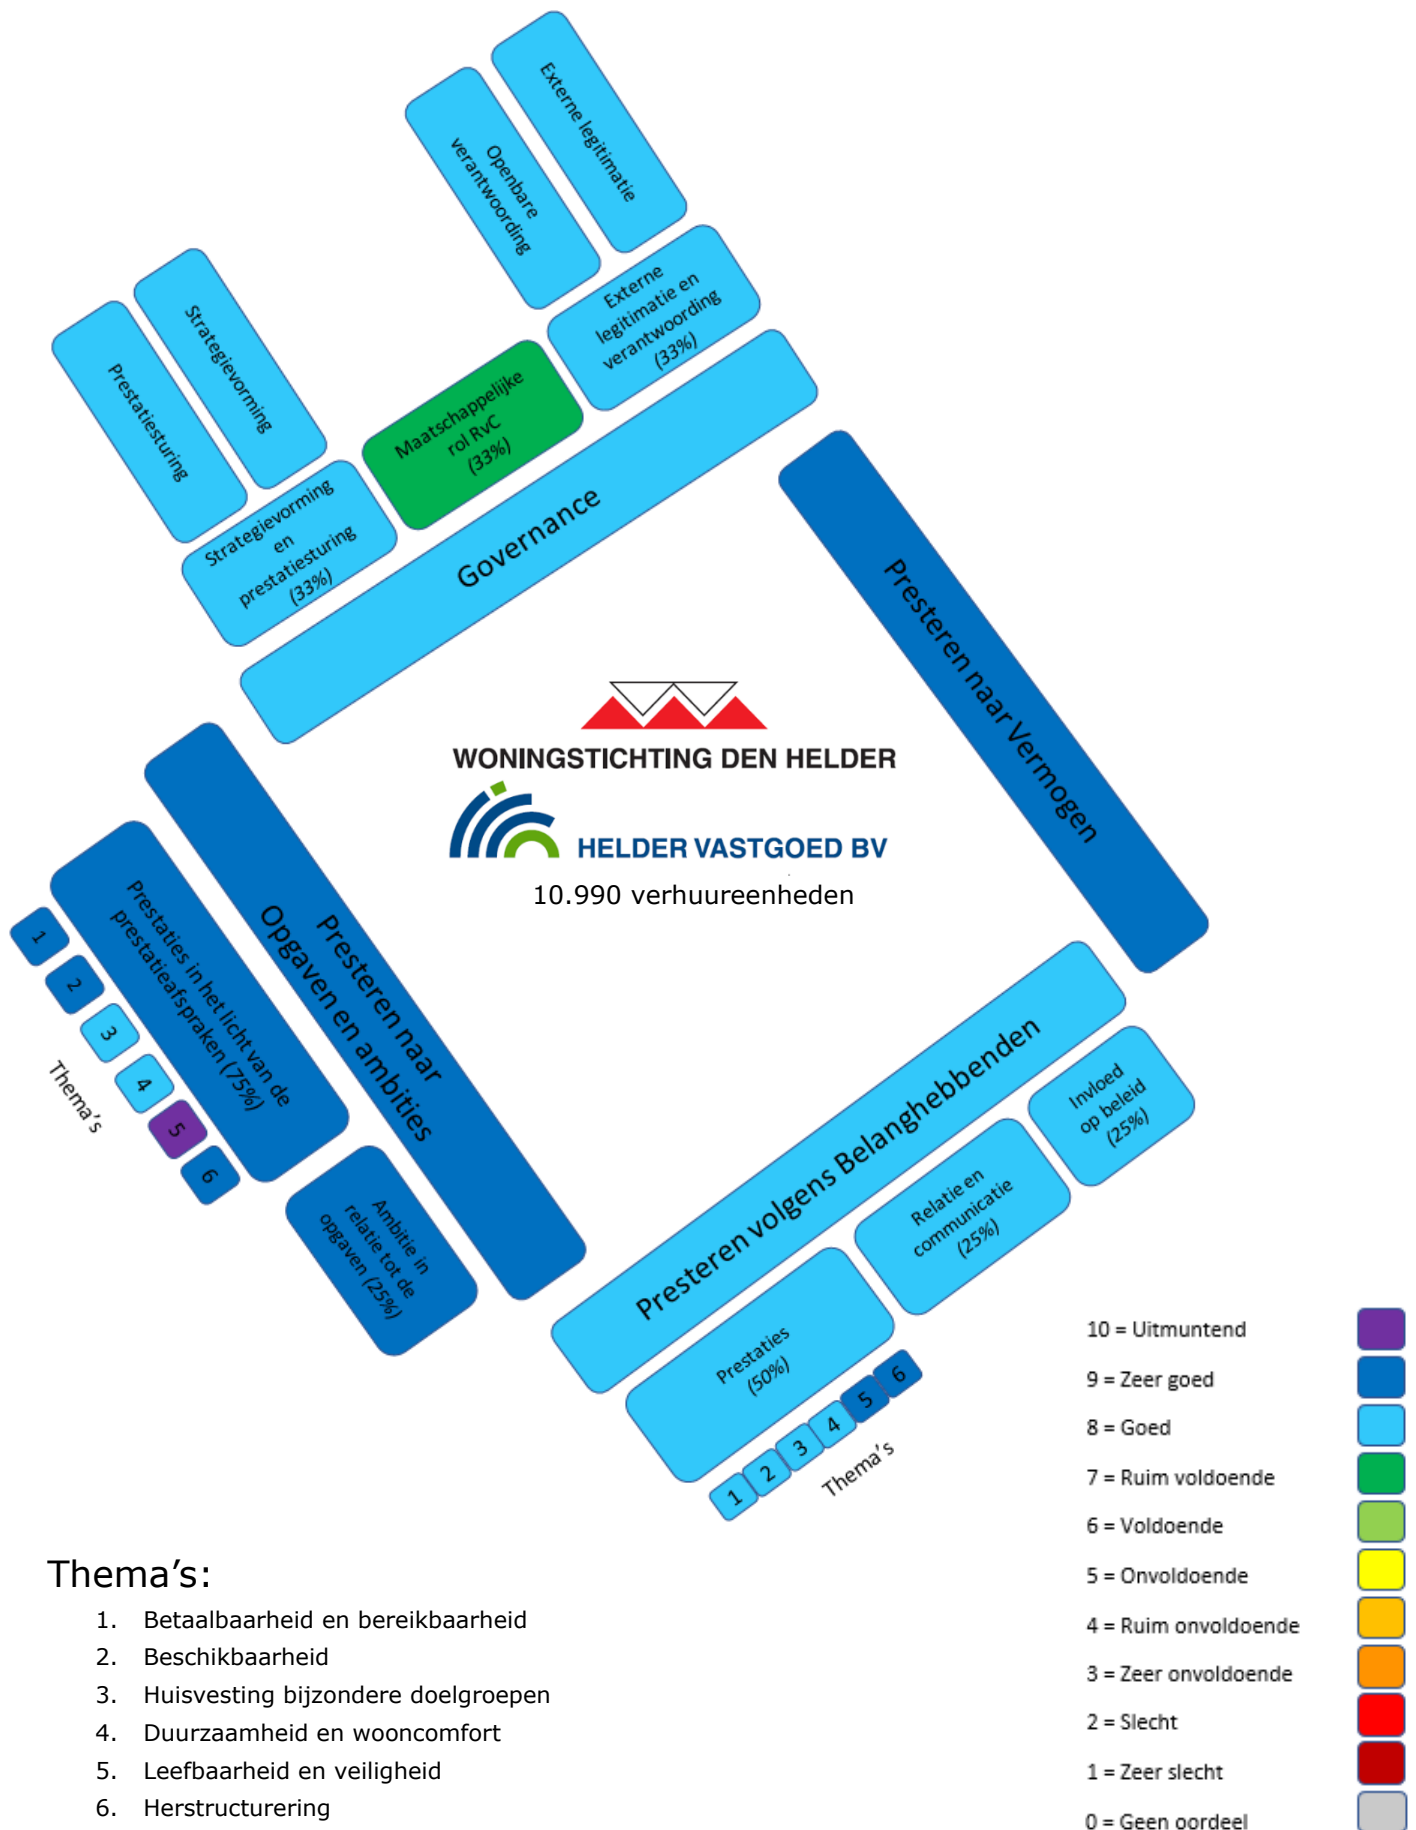 Externe legitimatie
Openbare
verantwoording
Externe
legitimatie en
verantwoording
(33%)
Strategievorming
Prestatiesturing
Maatschappelijke
rol RvC
(33%)
Strategievorming
en
prestatiesturing
(33%)
Governance
Presteren naar Vermogen
WONINGSTICHTING DEN HELDER
HELDER VASTGOED BV
10.990 verhuureenheden
Presteren naar
Opgaven en ambities
Prestaties in het licht van de
prestatieafspraken (75%)
1
2
3
4
5
6
Thema's
Ambitie in
relatie tot de
opgaven (25%)
Presteren volgens Belanghebbenden
Invloed
op beleid
(25%)
Relatie en
communicatie
(25%)
Prestaties
(50%)
1
2
3
4
5
6
Thema's
10 = Uitmuntend
9 = Zeer goed
8 = Goed
7 = Ruim voldoende
6 = Voldoende
5 = Onvoldoende
4 = Ruim onvoldoende
3 = Zeer onvoldoende
2 = Slecht
1 = Zeer slecht
0 = Geen oordeel
Thema's:
1. Betaalbaarheid en bereikbaarheid
2. Beschikbaarheid
3. Huisvesting bijzondere doelgroepen
4. Duurzaamheid en wooncomfort
5. Leefbaarheid en veiligheid
6. Herstructurering